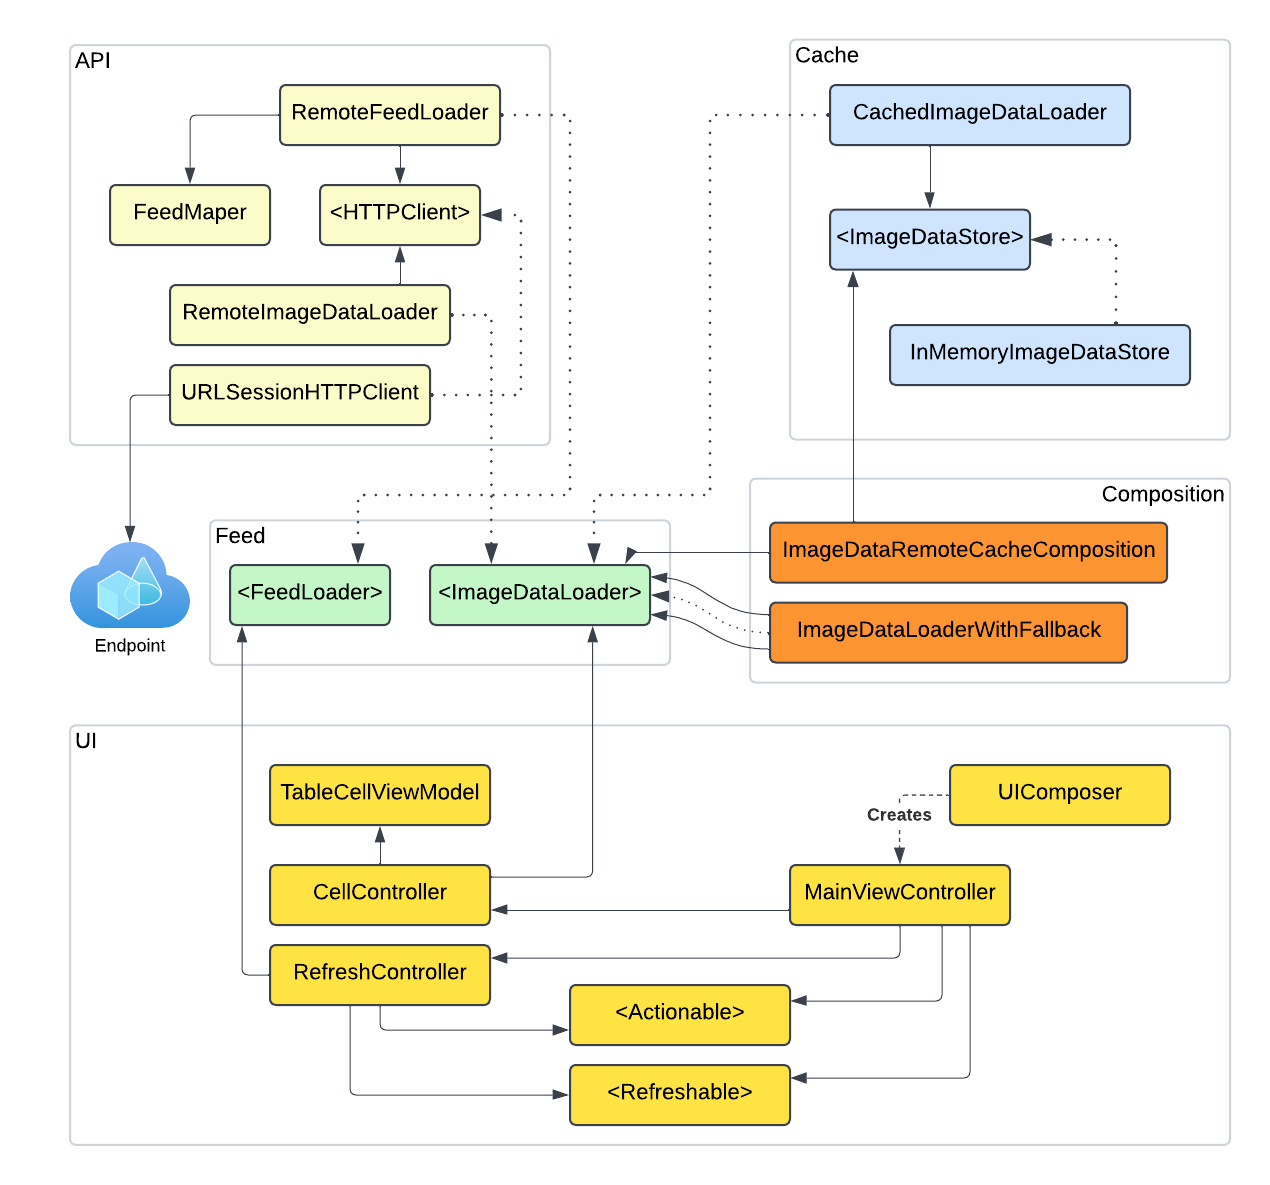 API
RemoteFeedLoader
FeedMaper
<HTTPClient>
RemoteImageDataLoader
URLSessionHTTPClient
Endpoint
Cache
CachedImageDataLoader
<ImageDataStore>
InMemoryImageDataStore
Feed
<FeedLoader>
<ImageDataLoader>
Composition
ImageDataRemoteCacheComposition
ImageDataLoaderWithFallback
UI
TableCellViewModel
UIComposer
Creates
CellController
MainViewController
RefreshController
<Actionable>
<Refreshable>